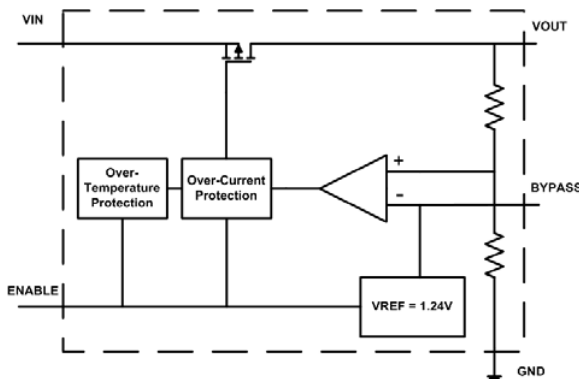 VIN
VOUT
Over-
Temperature
Protection
Over-Current
Protection
+
-
BYPASS
ENABLE
VREF = 1.24V
GND